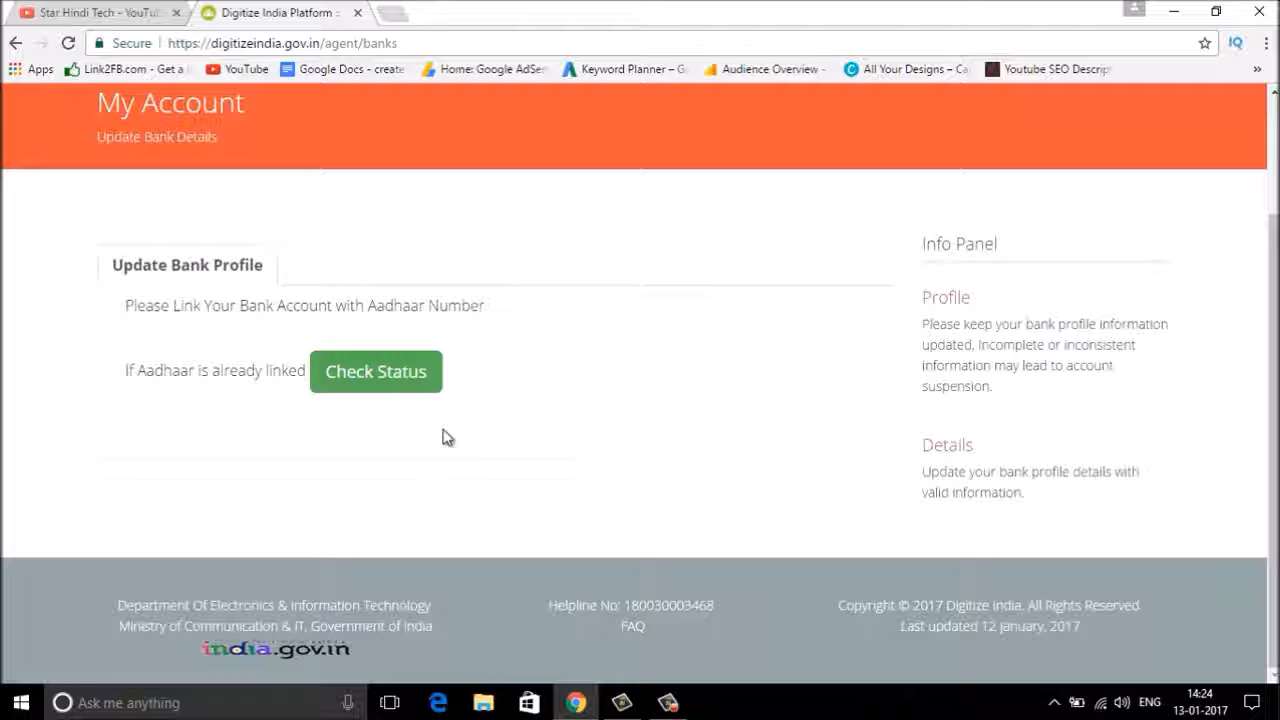 Star Hindi Tech - YouTu
Digitize India Platform ::
Secure
https://digitizeindia.gov.in/agent/banks
IQ
Apps
Link2FB.com - Get a l
YouTube
Google Docs - create
Home: Google AdSen
Keyword Planner – G
Audience Overview -
All Your Designs – Ca
Youtube SEO Descrip
»
My Account
Update Bank Details
Update Bank Profile
Please Link Your Bank Account with Aadhaar Number
If Aadhaar is already linked Check Status
Info Panel
Profile
Please keep your bank profile information
updated, Incomplete or inconsistent
information may lead to account
suspension.
Details
Update your bank profile details with
valid information.
Department Of Electronics & Information Technology
Ministry of Communication & IT, Government of India
india.gov.in
Helpline No: 180030003468
FAQ
Copyright © 2017 Digitize India. All Rights Reserved
Last updated 12 January, 2017
Ask me anything
ENG
14:24
13-01-2017